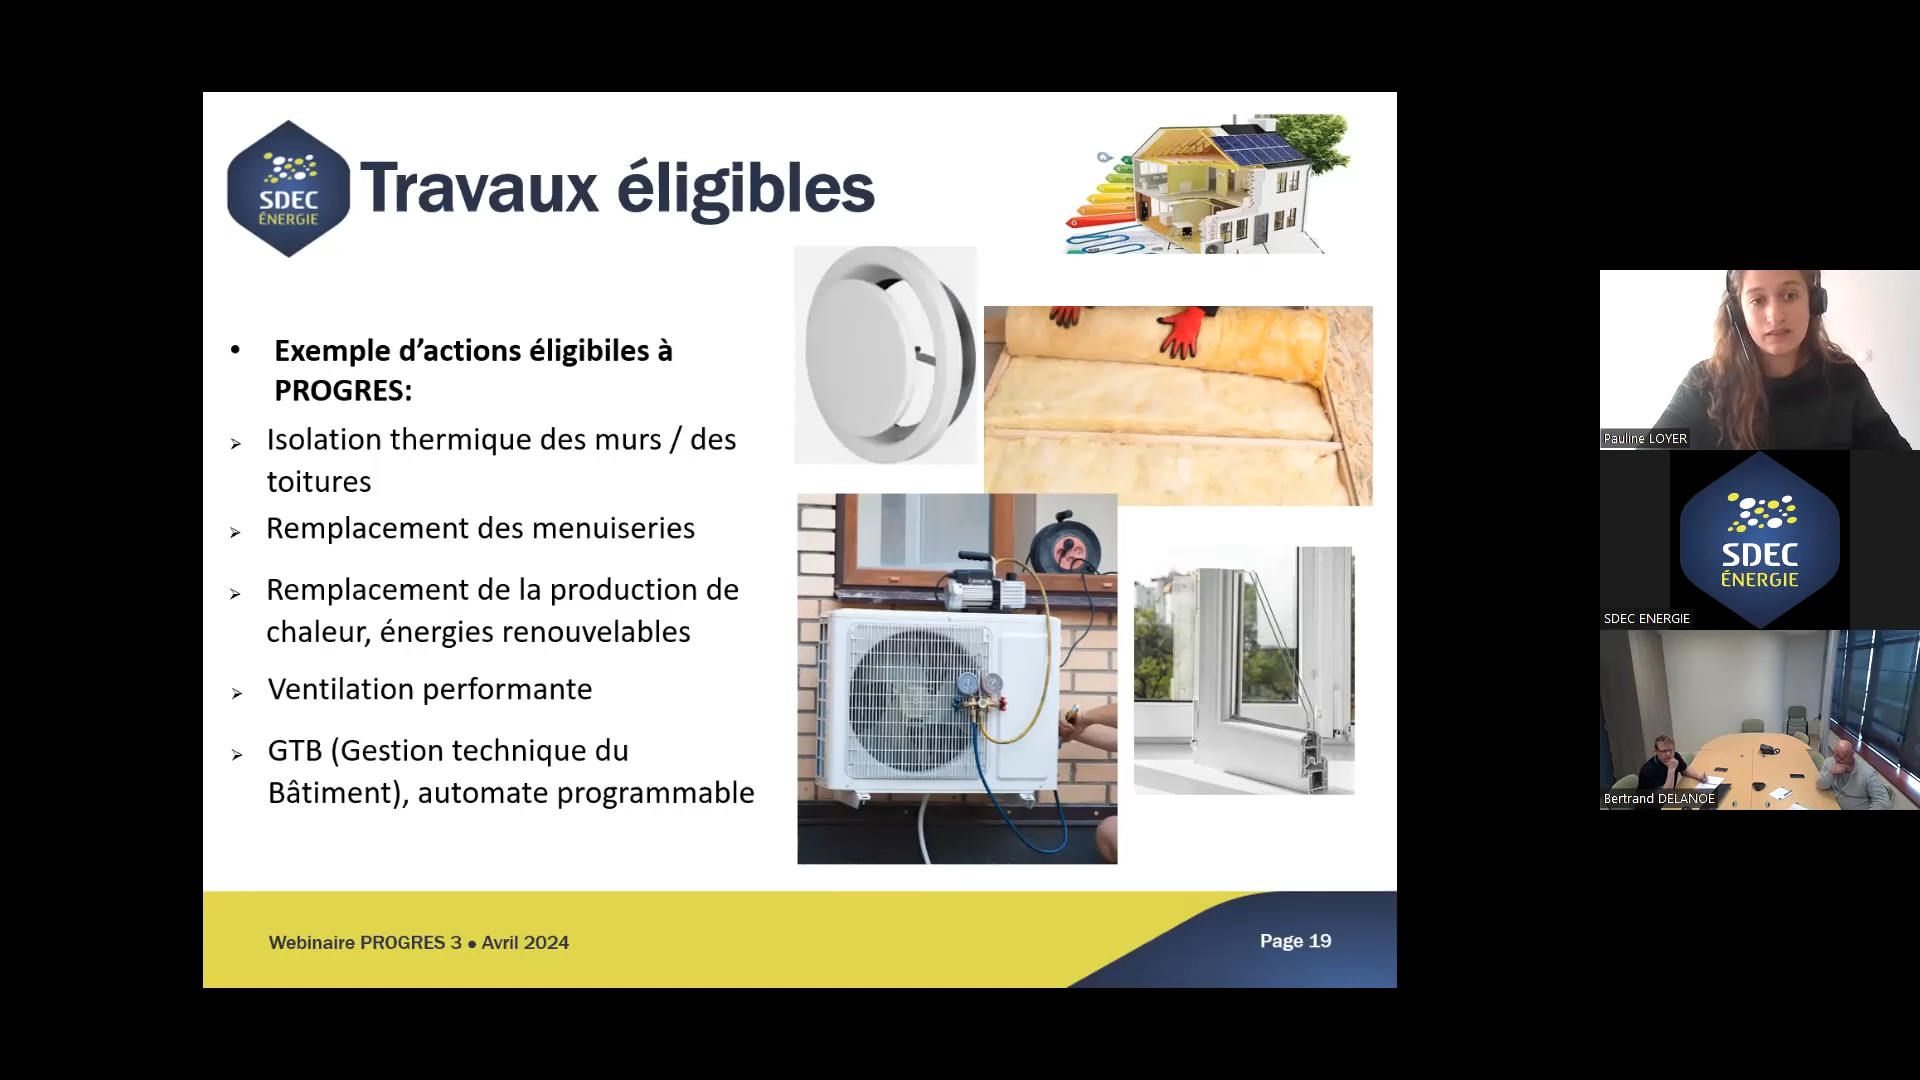 SDEC
ÉNERGIE
Travaux éligibles
• Exemple d’actions éligibiles à
PROGRES:
Isolation thermique des murs / des
toitures
Remplacement des menuiseries
Remplacement de la production de
chaleur, énergies renouvelables
Ventilation performante
GTB (Gestion technique du
Bâtiment), automate programmable
Webinaire PROGRES 3 • Avril 2024
Page 19
Pauline LOYER
SDEC
ÉNERGIE
SDEC ENERGIE
Bertrand DELANOE